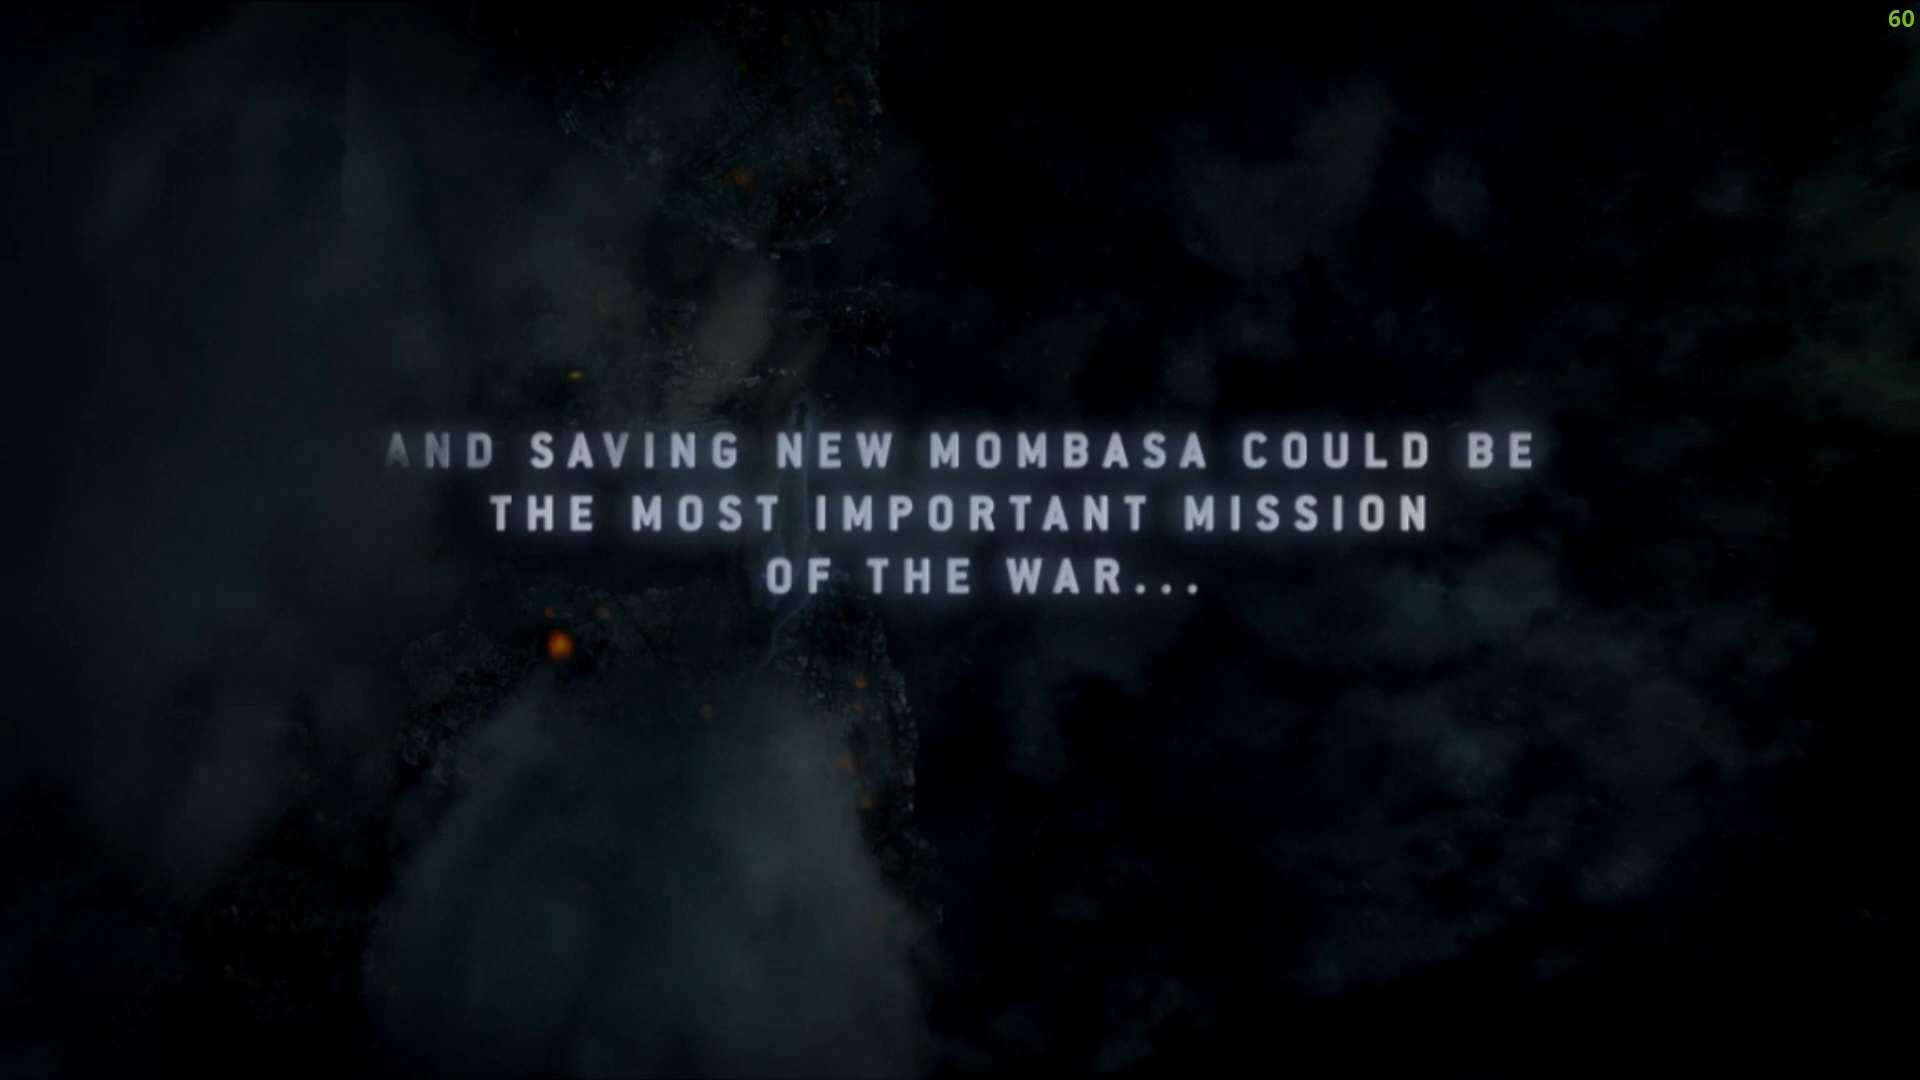 60
AND SAVING NEW MOMBASA COULD BE
THE MOST IMPORTANT MISSION
OF THE WAR...